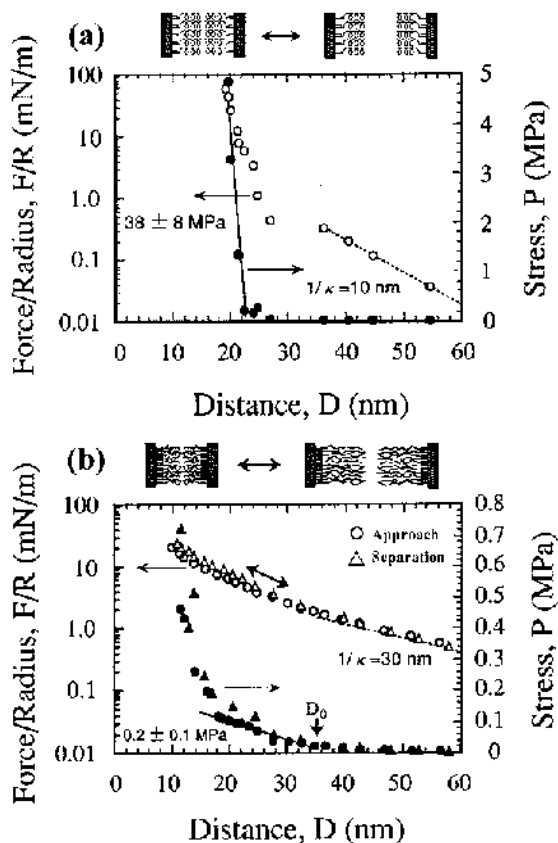 (a)
Force/Radius, F/R (mN/m)
100
10
1.0
0.1
0.01
38 ± 8 MPa
1/κ=10 nm
5
4
3
2
1
0
Stress, P (MPa)
0 10 20 30 40 50 60
Distance, D (nm)
(b)
Force/Radius, F/R (mN/m)
100
10
1.0
0.1
0.01
Approach
Separation
1/κ=30 nm
D0
0.2 ± 0.1 MPa
0.8
0.7
0.6
0.5
0.4
0.3
0.2
0.1
0
Stress, P (MPa)
0 10 20 30 40 50 60
Distance, D (nm)